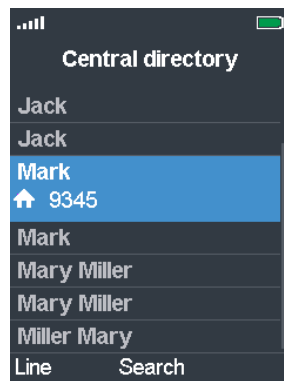 Central directory
Jack
Jack
Mark
9345
Mark
Mary Miller
Mary Miller
Miller Mary
Line Search